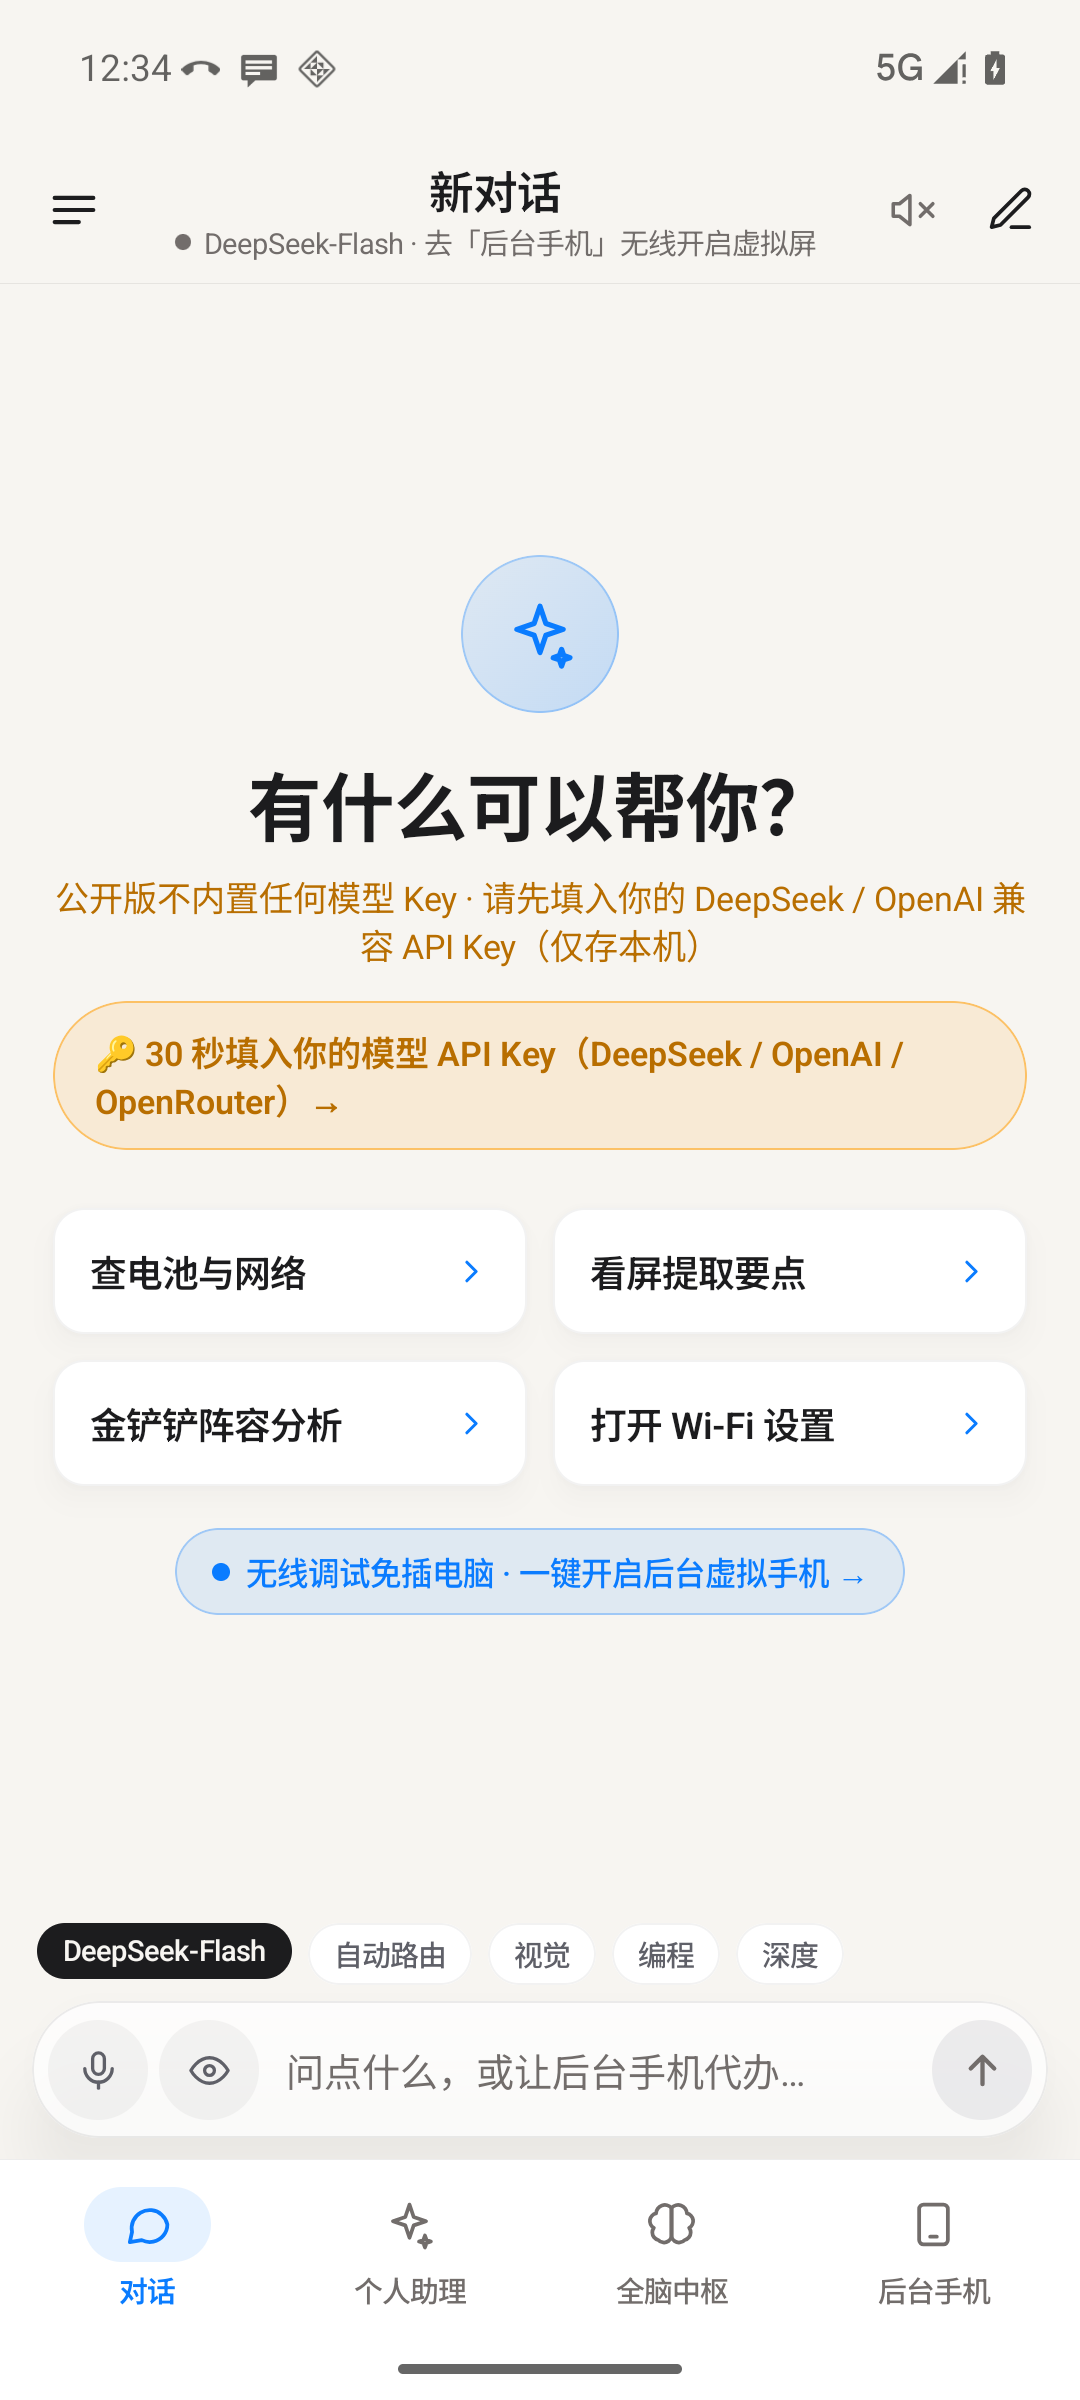 12:34
5G
新对话
DeepSeek-Flash · 去「后台手机」无线开启虚拟屏
有什么可以帮你？
公开版不内置任何模型 Key · 请先填入你的 DeepSeek / OpenAI 兼
容 API Key（仅存本机）
🔑 30 秒填入你的模型 API Key（DeepSeek / OpenAI /
OpenRouter） →
查电池与网络
看屏提取要点
金铲铲阵容分析
打开 Wi-Fi 设置
无线调试免插电脑 · 一键开启后台虚拟手机 →
DeepSeek-Flash
自动路由
视觉
编程
深度
问点什么，或让后台手机代办...
对话
个人助理
全脑中枢
后台手机